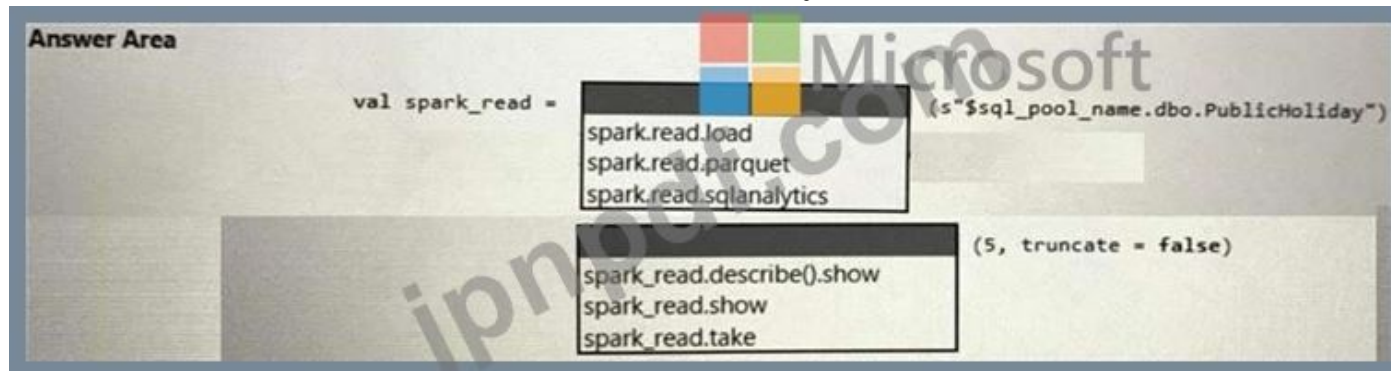 Answer Area
Microsoft
val spark_read =
(s"$sql_pool_name.dbo.PublicHoliday")
spark.read.load
spark.read.parquet
spark.read.sqlanalytics
(5, truncate = false)
spark_read.describe().show
spark_read.show
spark_read.take
jpnpdf.com